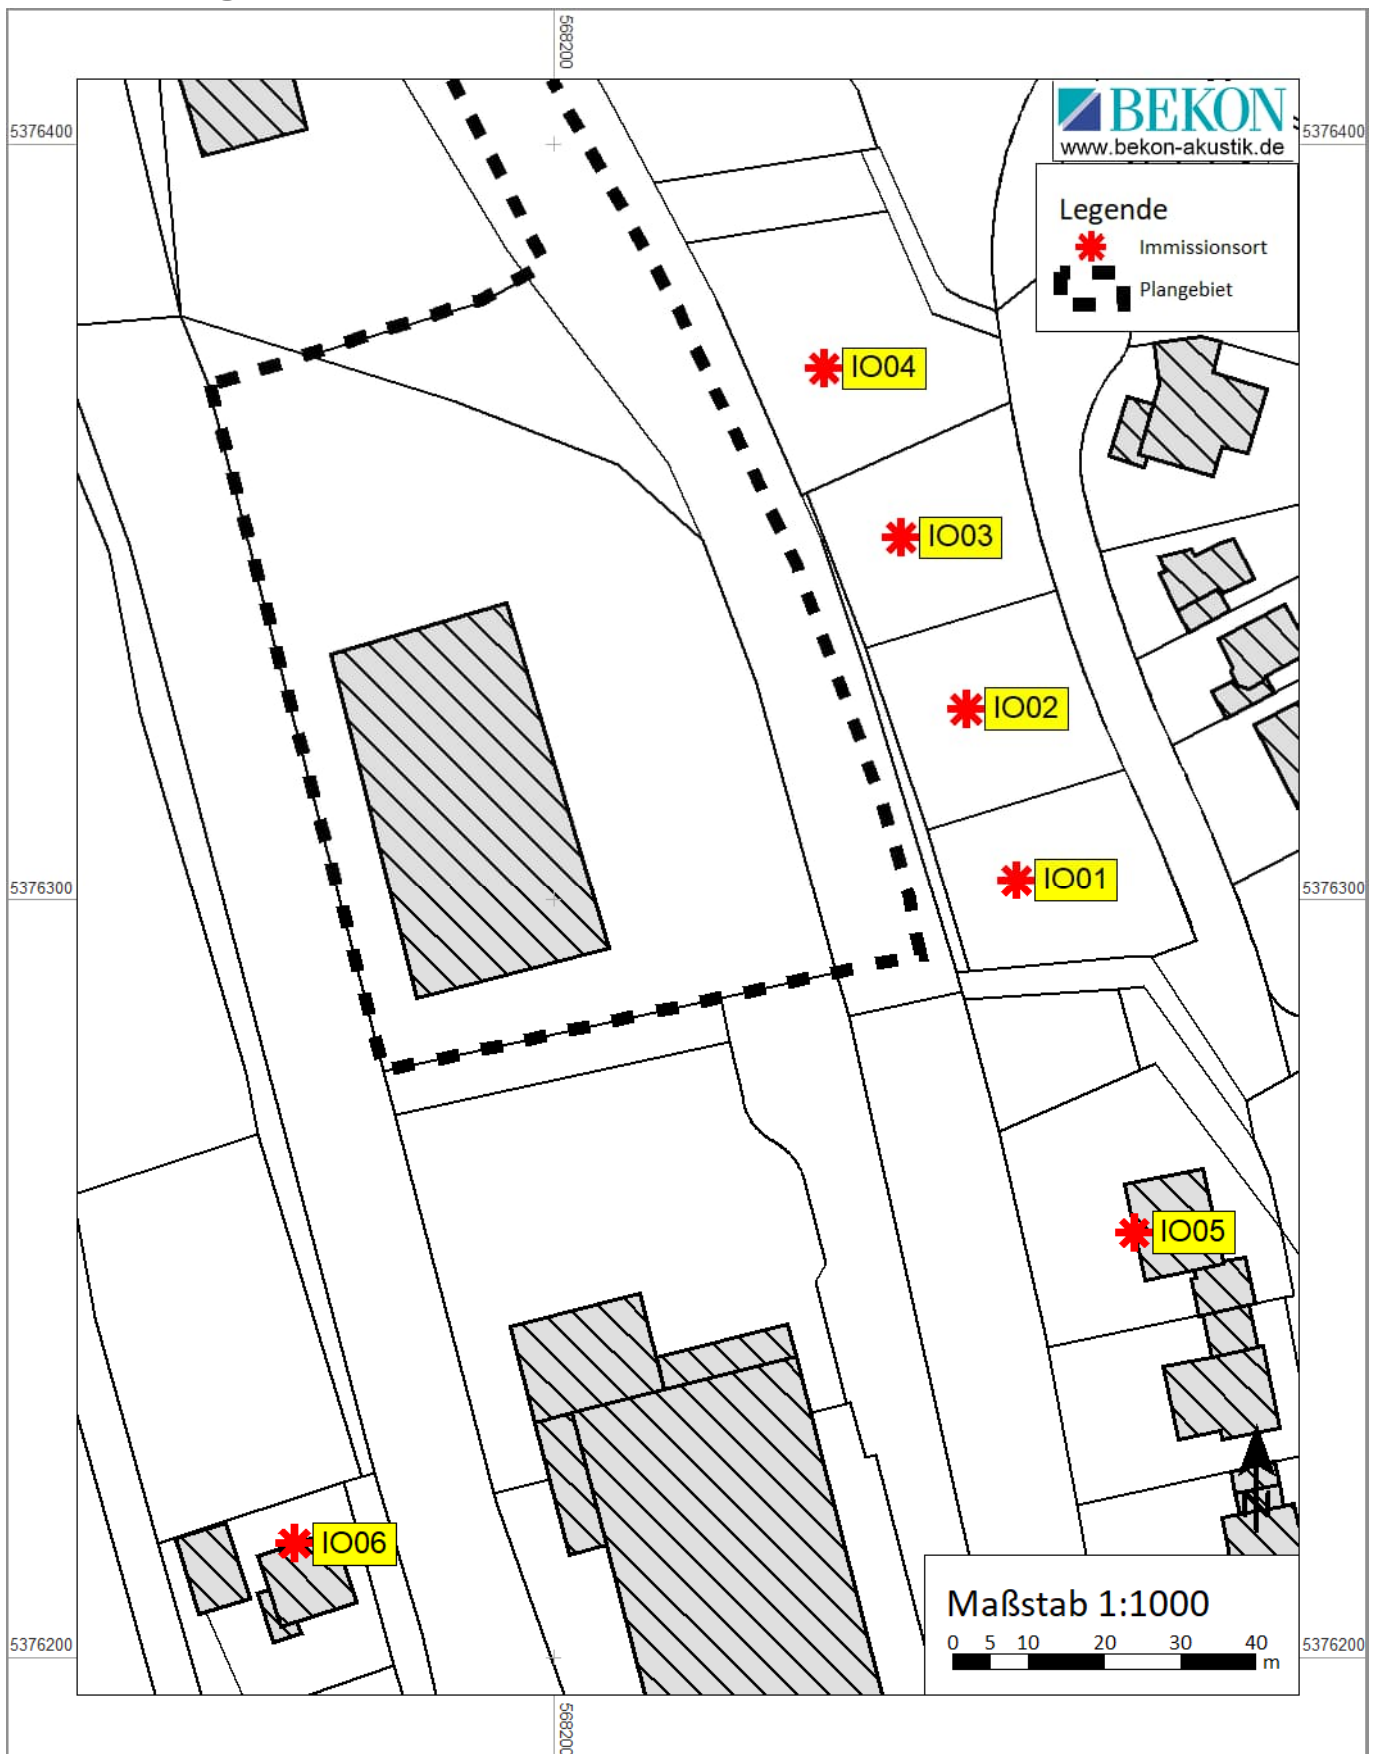 568200
5376400
5376400
BEKON
www.bekon-akustik.de
Legende
Immissionsort
Plangebiet
IO04
IO03
IO02
IO01
5376300
5376300
IO05
IO06
N
Maßstab 1:1000
0 5 10 20 30 40
m
5376200
5376200
568200